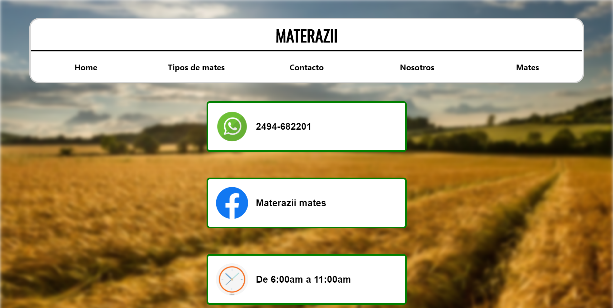 MATERAZII
Home Tipos de mates Contacto Nosotros Mates
2494-682201
Materazii mates
De 6:00am a 11:00am